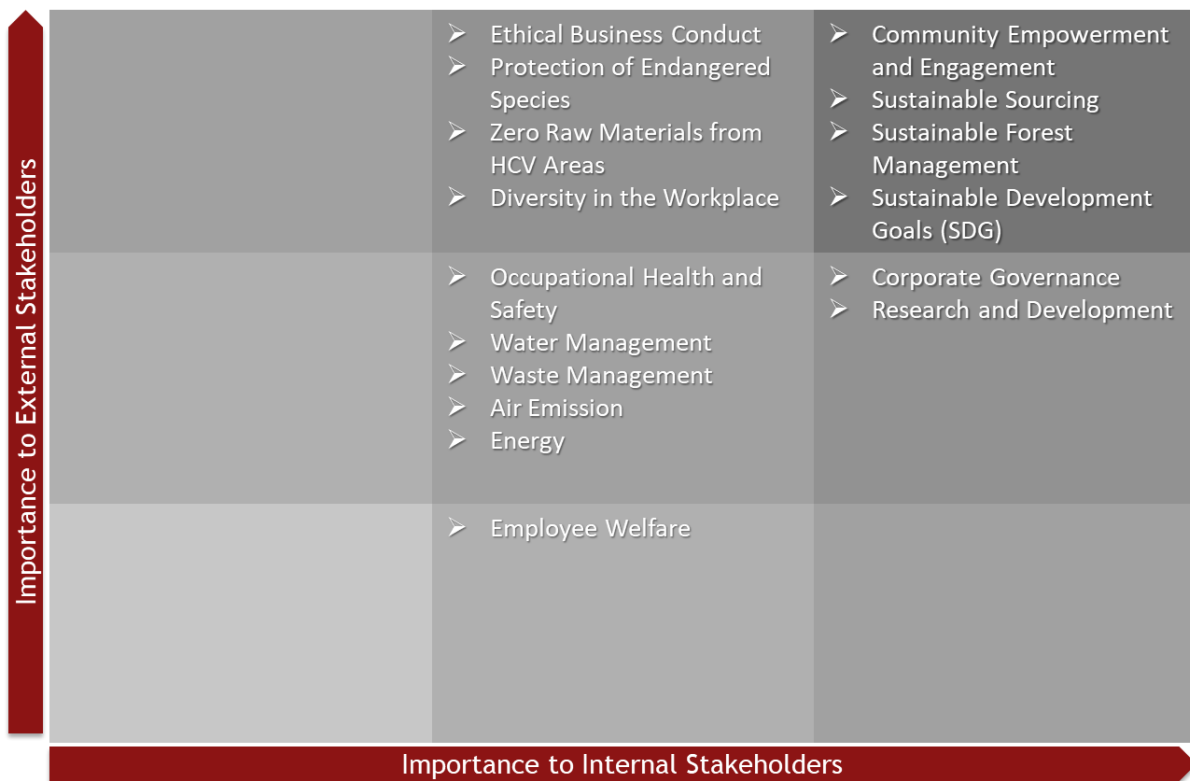 Importance to External Stakeholders
➢ Ethical Business Conduct
➢ Protection of Endangered
Species
➢ Zero Raw Materials from
HCV Areas
➢ Diversity in the Workplace
➢ Community Empowerment
and Engagement
➢ Sustainable Sourcing
➢ Sustainable Forest
Management
➢ Sustainable Development
Goals (SDG)
➢ Occupational Health and
Safety
➢ Water Management
➢ Waste Management
➢ Air Emission
➢ Energy
➢ Corporate Governance
➢ Research and Development
➢ Employee Welfare
Importance to Internal Stakeholders